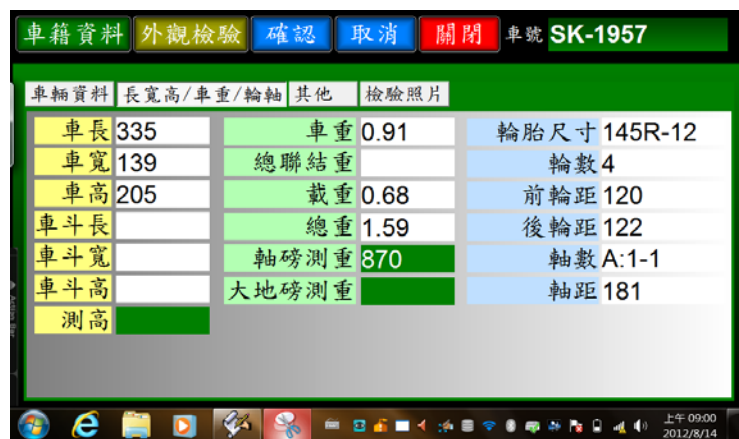 車籍資料 外觀檢驗 確認 取消 關閉 車號 SK-1957
車輛資料 長寬高/車重/輪軸 其他 檢驗照片
車長 335 車重 0.91 輪胎尺寸 145R-12
車寬 139 總聯結重 輪數 4
車高 205 載重 0.68 前輪距 120
車斗長 總重 1.59 後輪距 122
車斗寬 軸磅測重 870 軸數 A:1-1
車斗高 大地磅測重 軸距 181
測高
上午 09:00
2012/8/14